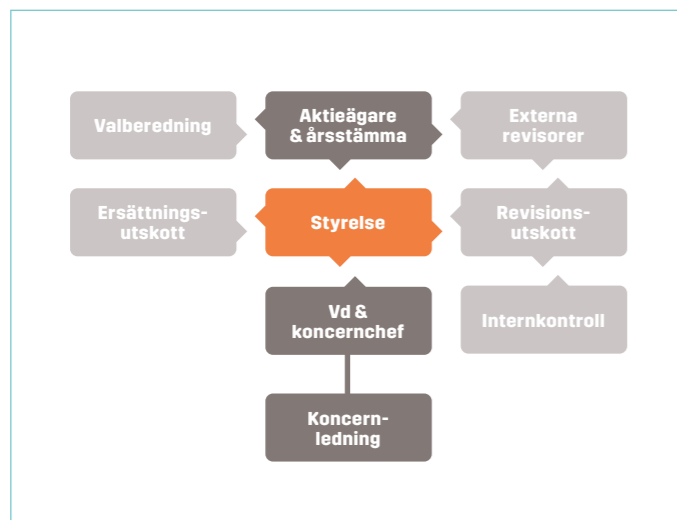 Valberedning
Aktieägare
& årsstämma
Externa
revisorer
Ersättnings-
utskott
Styrelse
Revisions-
utskott
Vd &
koncernchef
Internkontroll
Koncern-
ledning